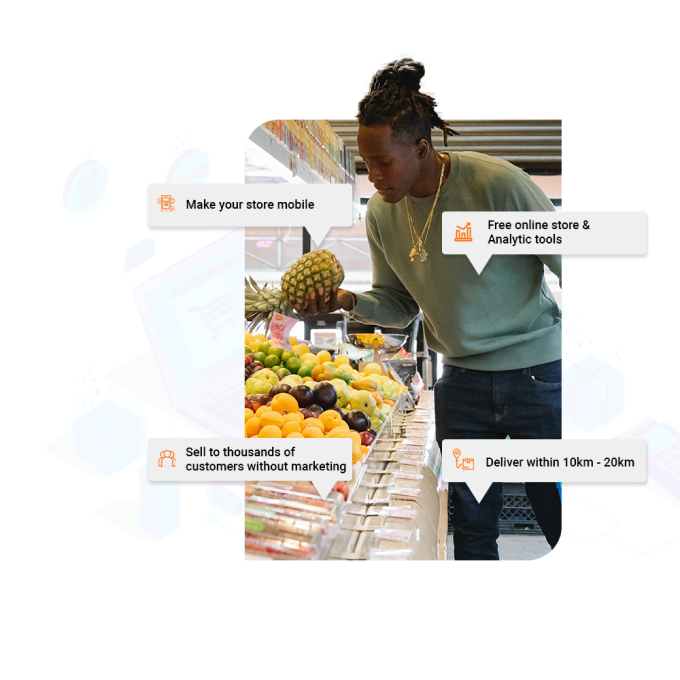 Make your store mobile
Free online store &
Analytic tools
Sell to thousands of
customers without marketing
Deliver within 10km - 20km